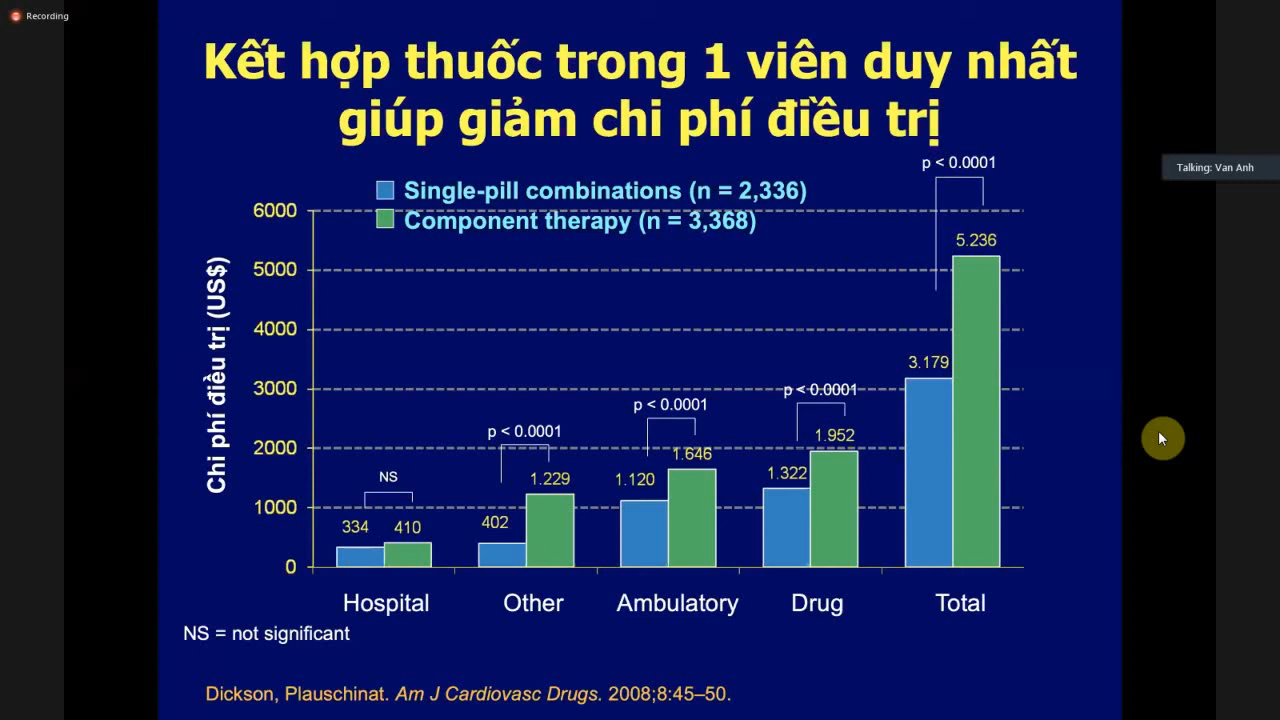 Recording
Kết hợp thuốc trong 1 viên duy nhất
giúp giảm chi phí điều trị
Talking: Van Anh
Single-pill combinations (n = 2,336)
Component therapy (n = 3,368)
Chi phí điều trị (US$)
6000
5000
4000
3000
2000
1000
0
NS
334
410
p < 0.0001
402
1.229
p < 0.0001
1.120
1.646
p < 0.0001
1.322
1.952
p < 0.0001
3.179
5.236
Hospital
Other
Ambulatory
Drug
Total
NS = not significant
Dickson, Plauschinat. Am J Cardiovasc Drugs. 2008;8:45–50.